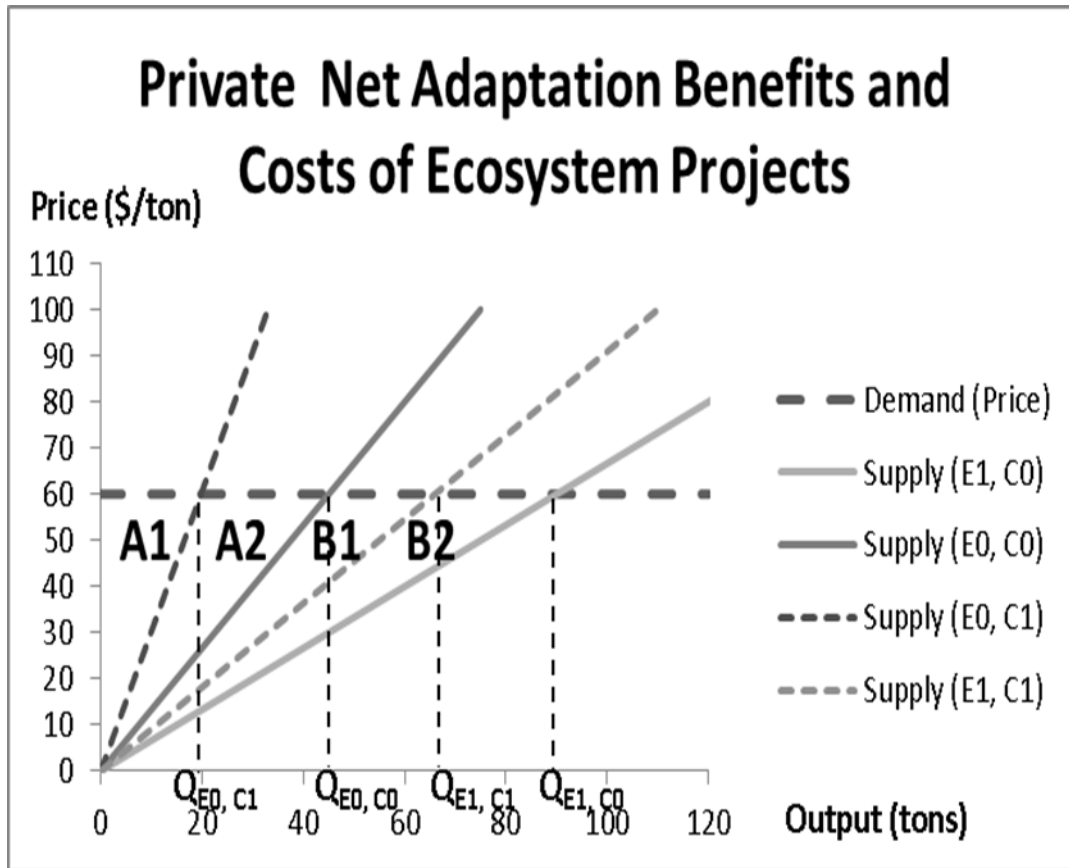 Private Net Adaptation Benefits and
Costs of Ecosystem Projects
Price ($/ton)
110
100
90
80
70
60
50
40
30
20
10
0
A1 A2 B1 B2
Demand (Price)
Supply (E1, C0)
Supply (E0, C0)
Supply (E0, C1)
Supply (E1, C1)
QE0, C1 QE0, C0 QE1, C1 QE1, C0
0 20 40 60 80 100 120
Output (tons)